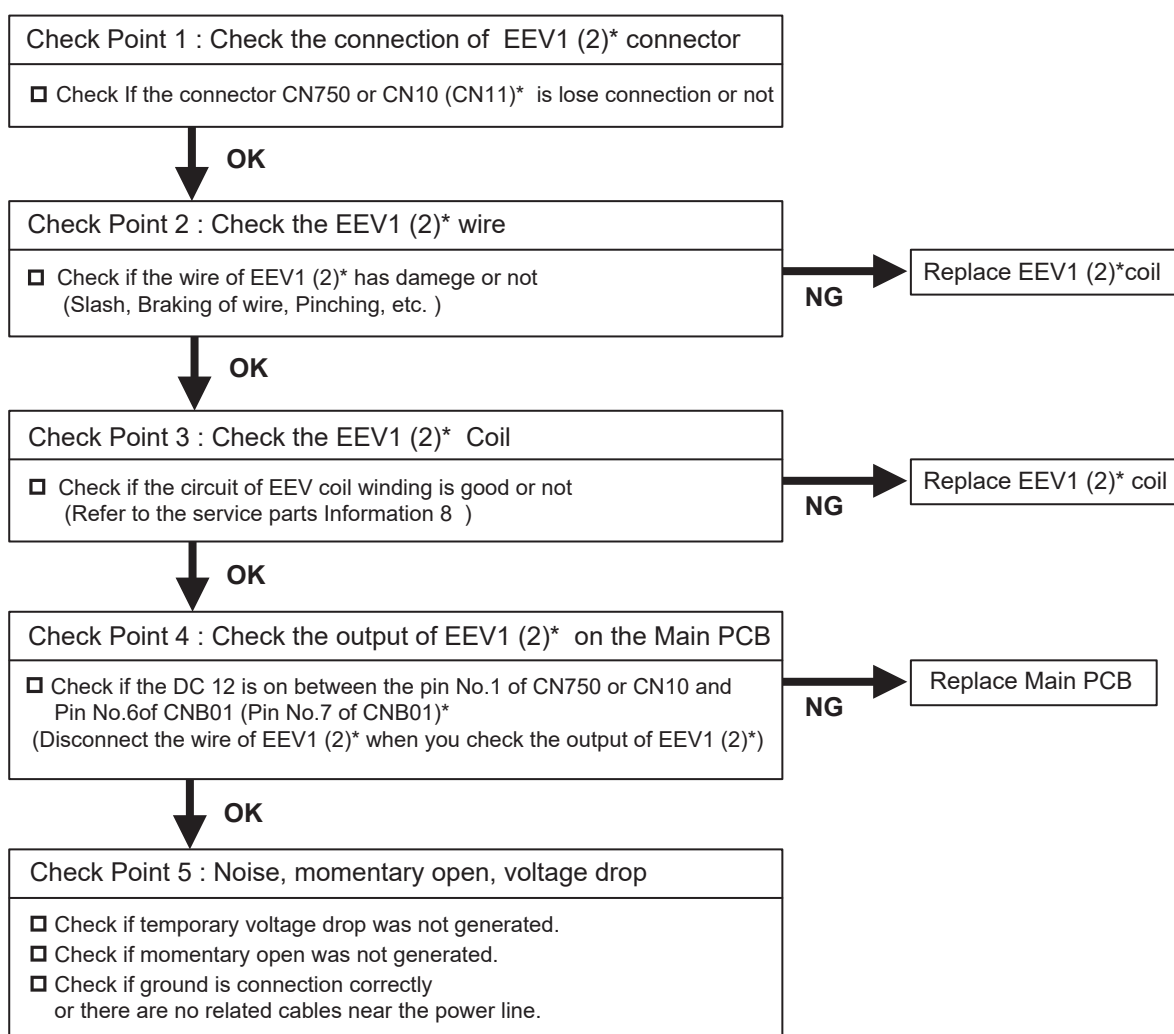 Check Point 1 : Check the connection of EEV1 (2)* connector
Check If the connector CN750 or CN10 (CN11)* is lose connection or not
OK
Check Point 2 : Check the EEV1 (2)* wire
Check if the wire of EEV1 (2)* has damege or not
(Slash, Braking of wire, Pinching, etc. )
NG
Replace EEV1 (2)*coil
OK
Check Point 3 : Check the EEV1 (2)* Coil
Check if the circuit of EEV coil winding is good or not
(Refer to the service parts Information 8 )
NG
Replace EEV1 (2)* coil
OK
Check Point 4 : Check the output of EEV1 (2)* on the Main PCB
Check if the DC 12 is on between the pin No.1 of CN750 or CN10 and
Pin No.6of CNB01 (Pin No.7 of CNB01)*
(Disconnect the wire of EEV1 (2)* when you check the output of EEV1 (2)*)
NG
Replace Main PCB
OK
Check Point 5 : Noise, momentary open, voltage drop
Check if temporary voltage drop was not generated.
Check if momentary open was not generated.
Check if ground is connection correctly
or there are no related cables near the power line.